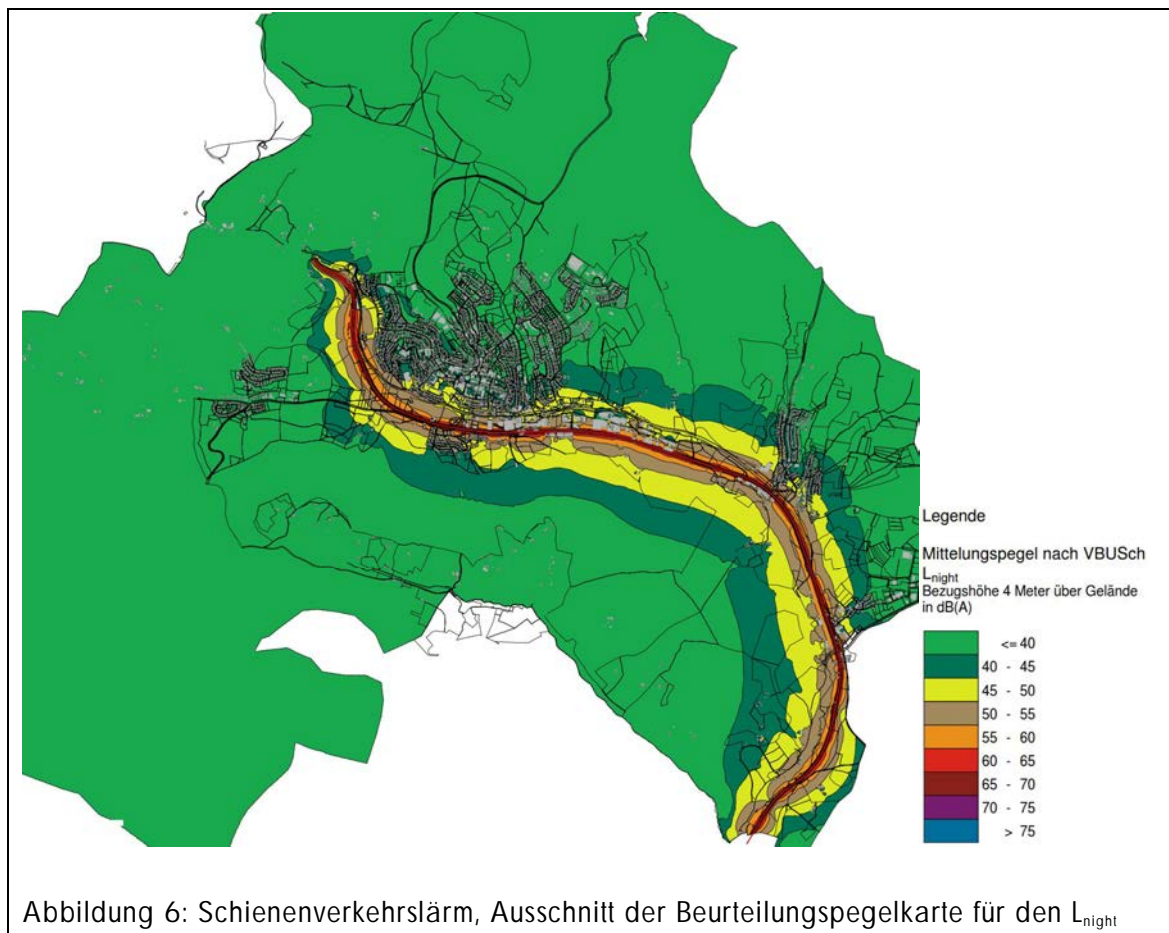 Legende
Mittelungspegel nach VBUSch
Lnight
Bezugshöhe 4 Meter über Gelände
in dB(A)
<= 40
40 - 45
45 - 50
50 - 55
55 - 60
60 - 65
65 - 70
70 - 75
> 75
Abbildung 6: Schienenverkehrslärm, Ausschnitt der Beurteilungspegelkarte für den Lnight